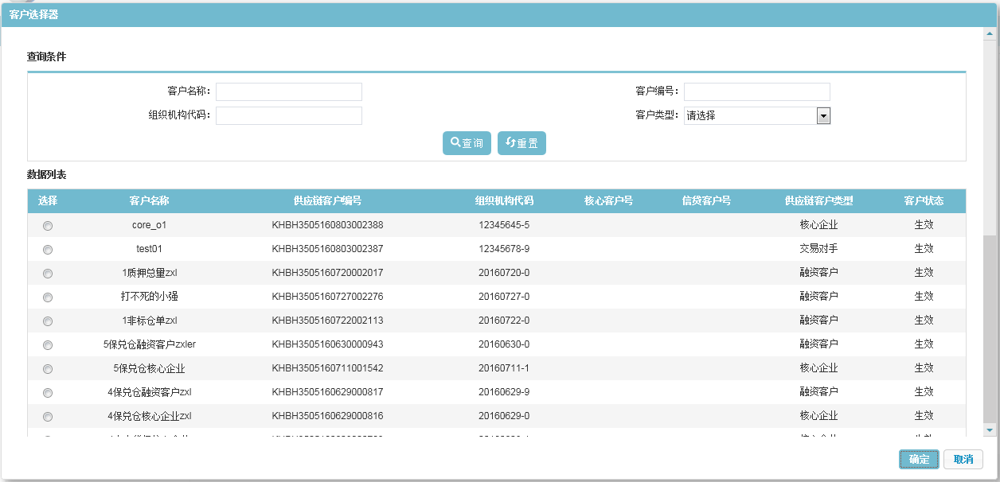 客户选择器
查询条件
客户名称： 客户编号：
组织机构代码： 客户类型： 请选择
查询 重置
数据列表
选择 客户名称 供应链客户编号 组织机构代码 核心客户号 信贷客户号 供应链客户类型 客户状态
core_o1 KHBH3505160803002388 12345645-5 核心企业 生效
test01 KHBH3505160803002387 12345678-9 交易对手 生效
1质押总量zxl KHBH3505160720002017 20160720-0 融资客户 生效
打不死的小强 KHBH3505160727002276 20160727-0 融资客户 生效
1非标仓单zxl KHBH3505160722002113 20160722-0 融资客户 生效
5保兑仓融资客户zxler KHBH3505160630000943 20160630-0 融资客户 生效
5保兑仓核心企业 KHBH3505160711001542 20160711-1 核心企业 生效
4保兑仓融资客户zxl KHBH3505160629000817 20160629-9 融资客户 生效
4保兑仓核心企业zxl KHBH3505160629000816 20160629-0 核心企业 生效
确定 取消